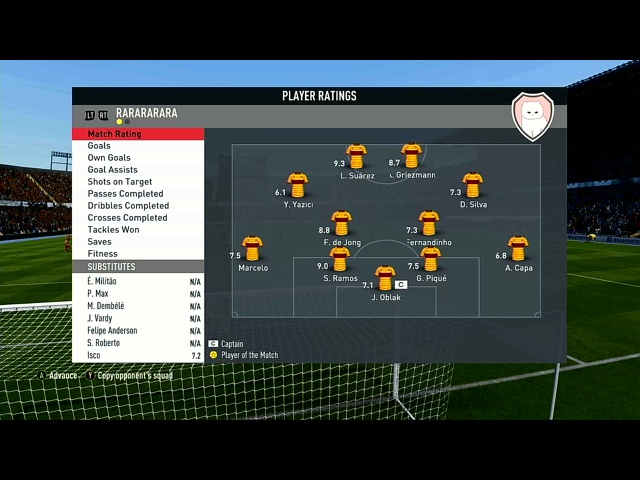 PLAYER RATINGS
LT RT RARARARARA
Match Rating
Goals
Own Goals
Goal Assists
Shots on Target
Passes Completed
Dribbles Completed
Crosses Completed
Tackles Won
Saves
Fitness
SUBSTITUTES
É. Militão N/A
P. Max N/A
M. Dembélé N/A
J. Vardy N/A
Felipe Anderson N/A
S. Roberto N/A
Isco 7.2
9.3 8.7
L. Suárez Griezmann
6.1 7.3
Y. Yazici D. Silva
8.8 7.3
F. de Jong Fernandinho
7.5 6.8
Marcelo A. Capa
9.0 7.5
S. Ramos G. Piqué
7.1 C
J. Oblak
C Captain
Player of the Match
A Advance Y Copy opponent's squad